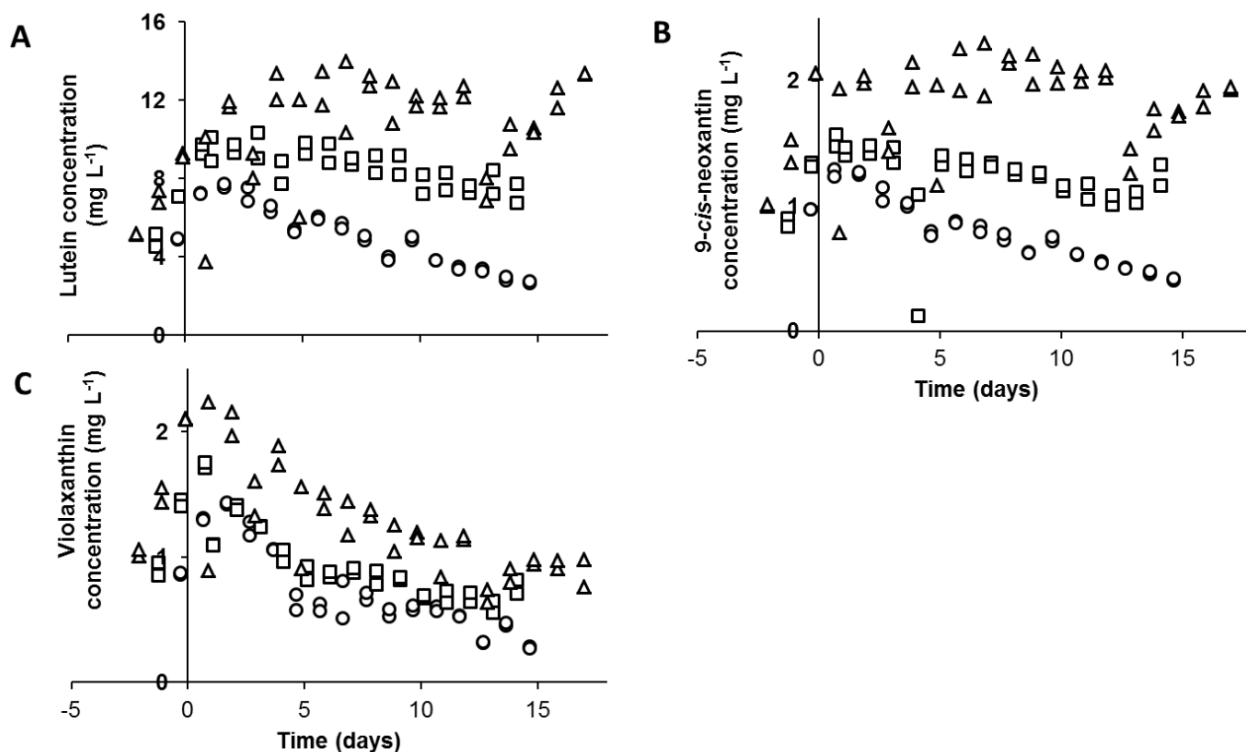 A
16
12
8
4
0
Lutein concentration
(mg L⁻¹)
B
2
1
0
9-cis-neoxantin
concentration (mg L⁻¹)
-5
0
5
10
15
Time (days)
C
2
1
0
Violaxanthin
concentration (mg L⁻¹)
-5
0
5
10
15
Time (days)